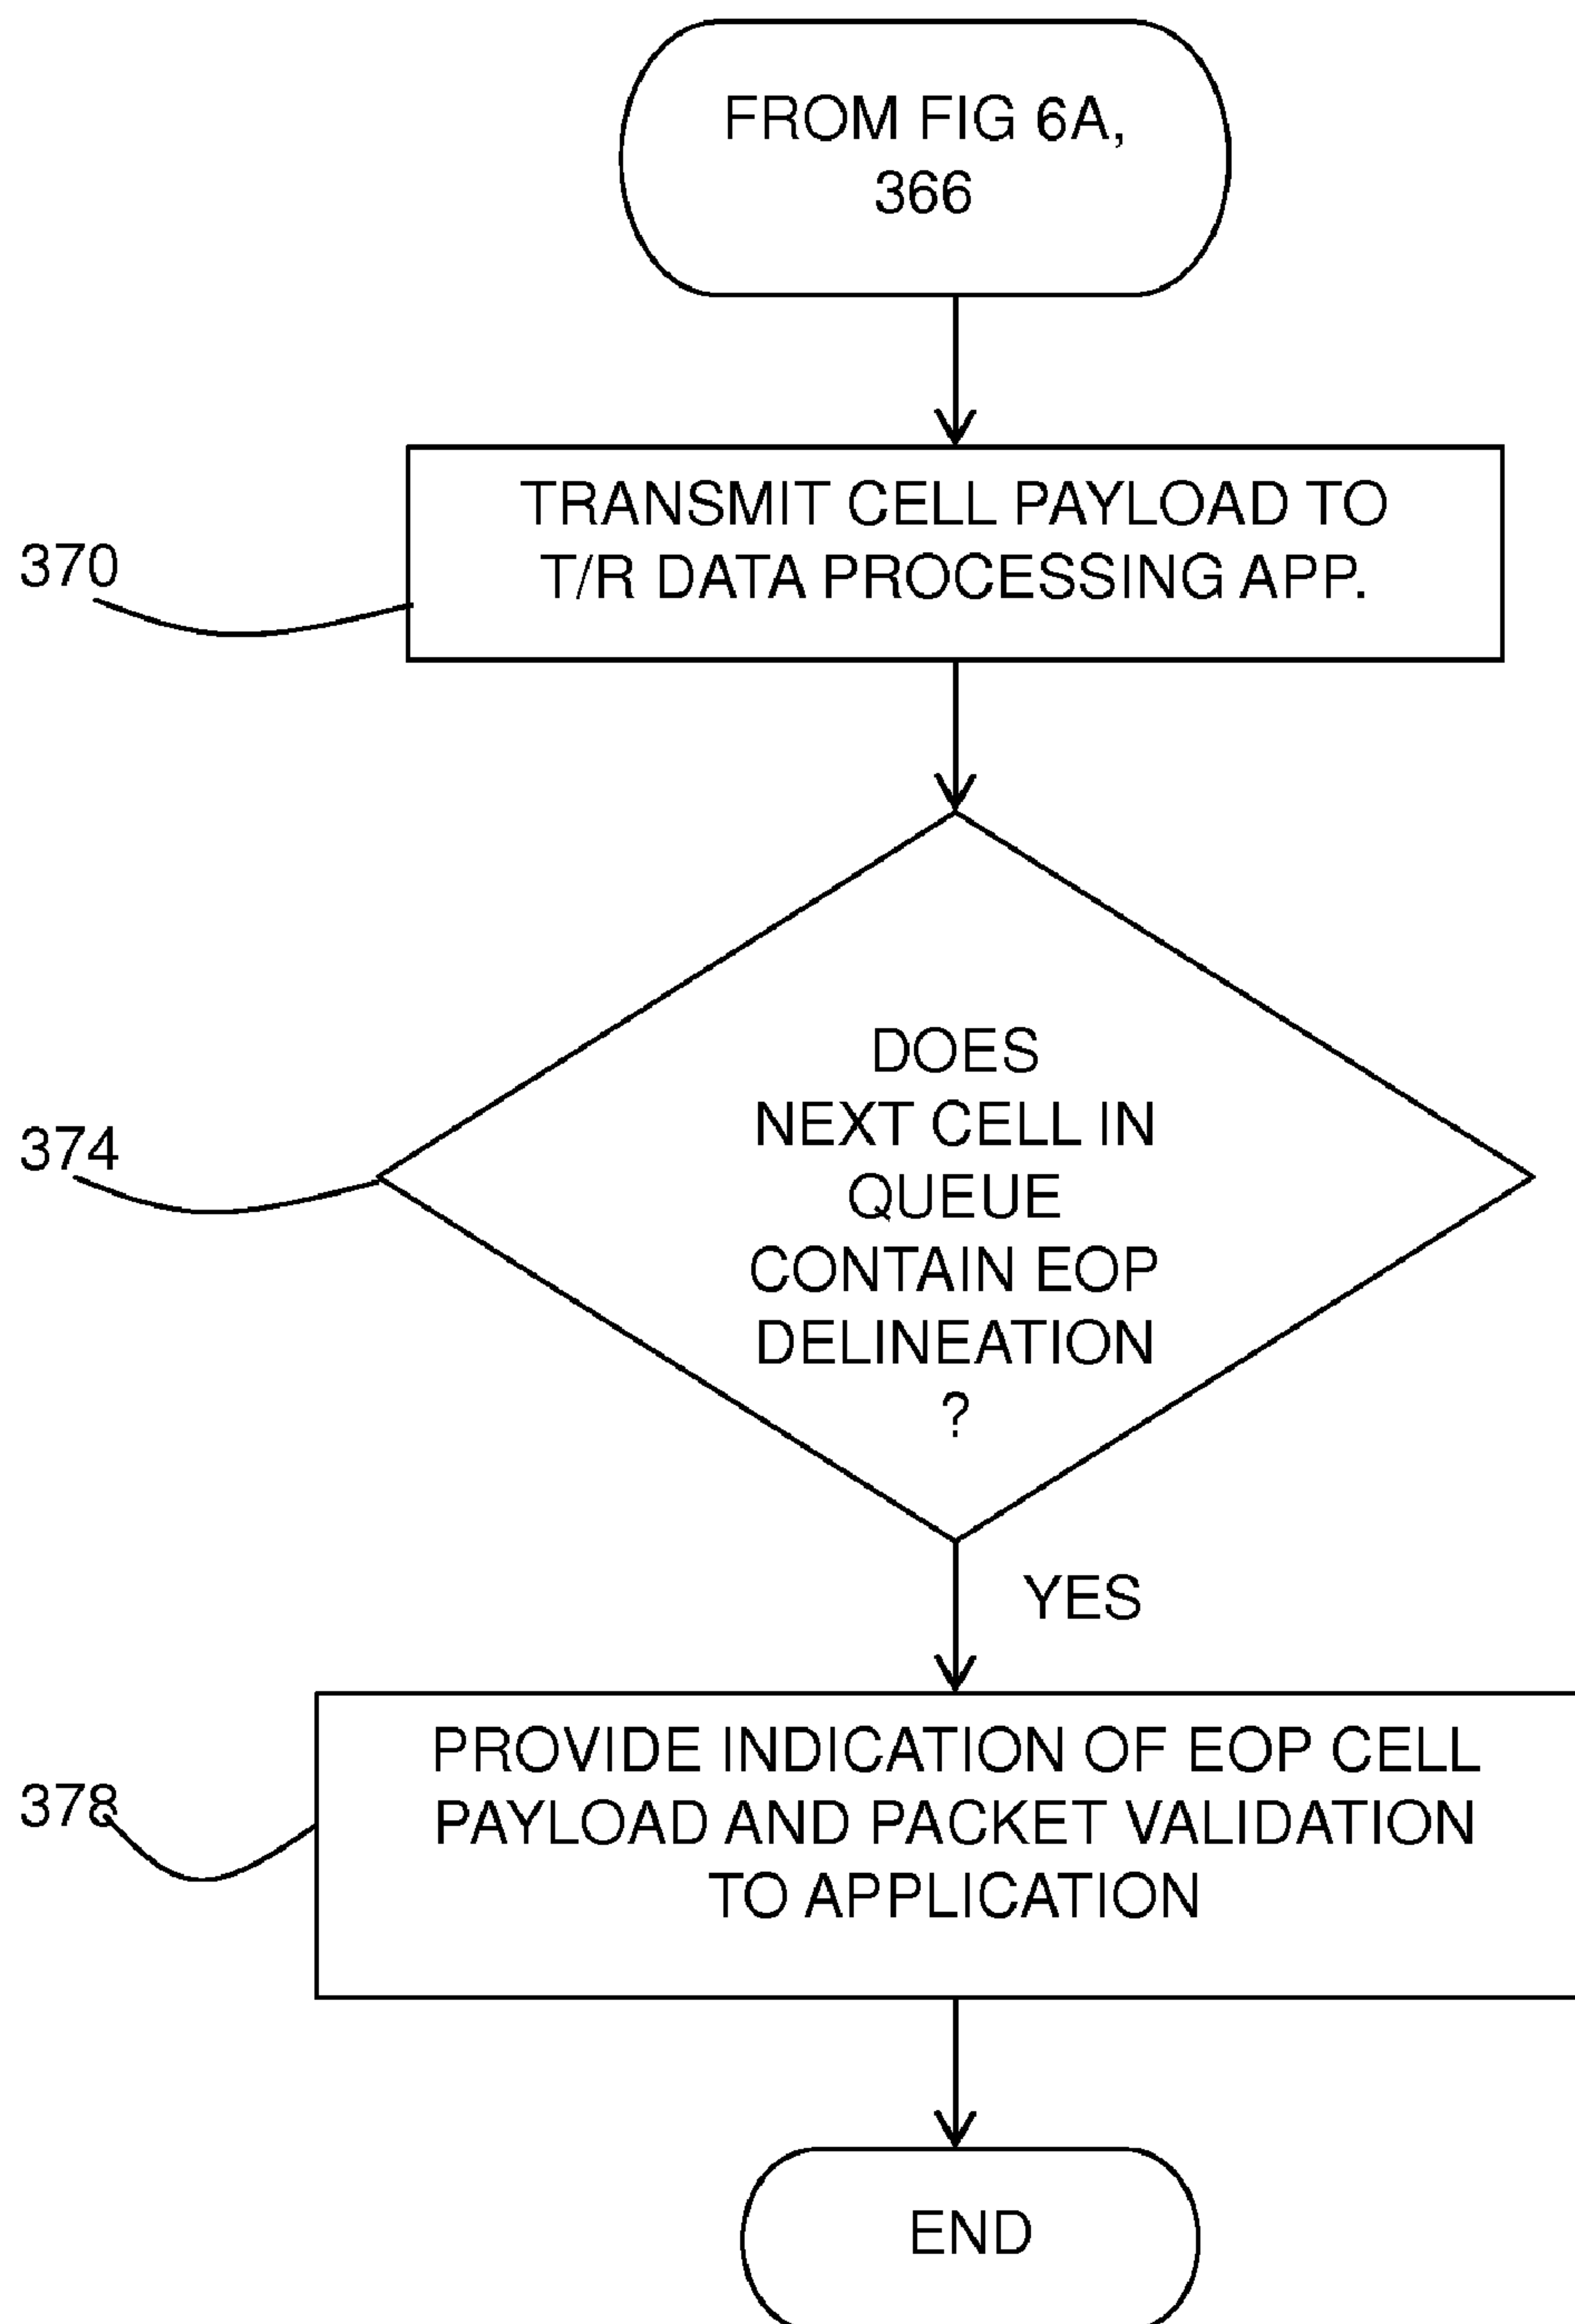 FROM FIG 6A,
366
370
TRANSMIT CELL PAYLOAD TO
T/R DATA PROCESSING APP.
374
DOES
NEXT CELL IN
QUEUE
CONTAIN EOP
DELINEATION
?
YES
378
PROVIDE INDICATION OF EOP CELL
PAYLOAD AND PACKET VALIDATION
TO APPLICATION
END